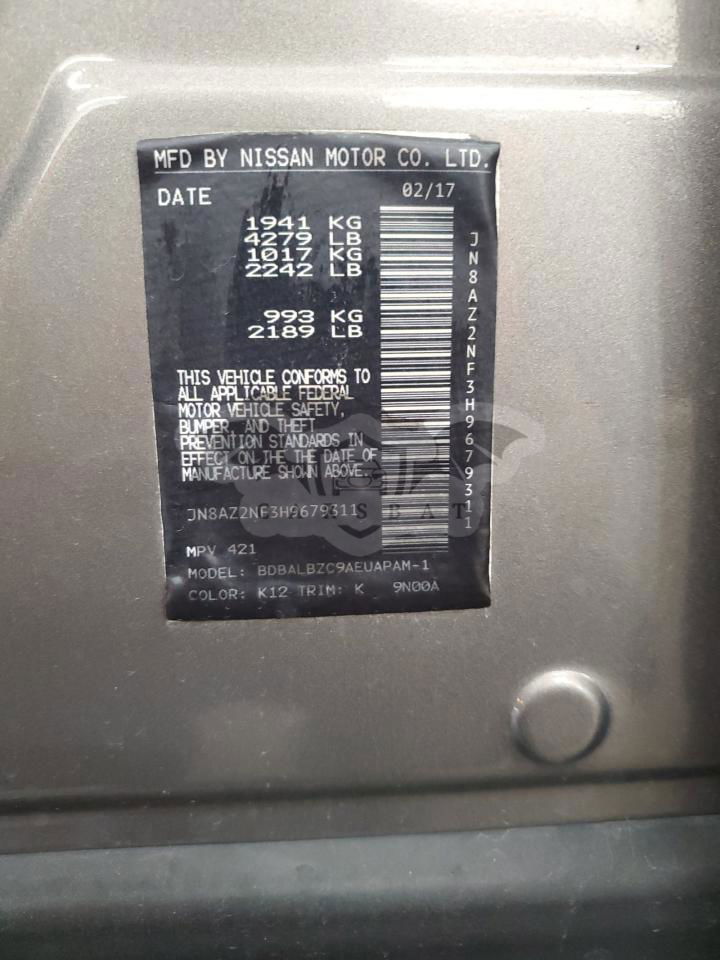 MFD BY NISSAN MOTOR CO. LTD.
DATE 02/17
1941 KG
4279 LB
1017 KG
2242 LB
993 KG
2189 LB
THIS VEHICLE CONFORMS TO
ALL APPLICABLE FEDERAL
MOTOR VEHICLE SAFETY,
BUMPER, AND THEFT
PREVENTION STANDARDS IN
EFFECT ON THE THE DATE OF
MANUFACTURE SHOWN ABOVE.
JN8AZ2NF3H9679311
MPV 421
MODEL: BDBALBZC9AEUAPAM-1
COLOR: K12 TRIM: K 9N00A
JN8AZ2NF3H9679311